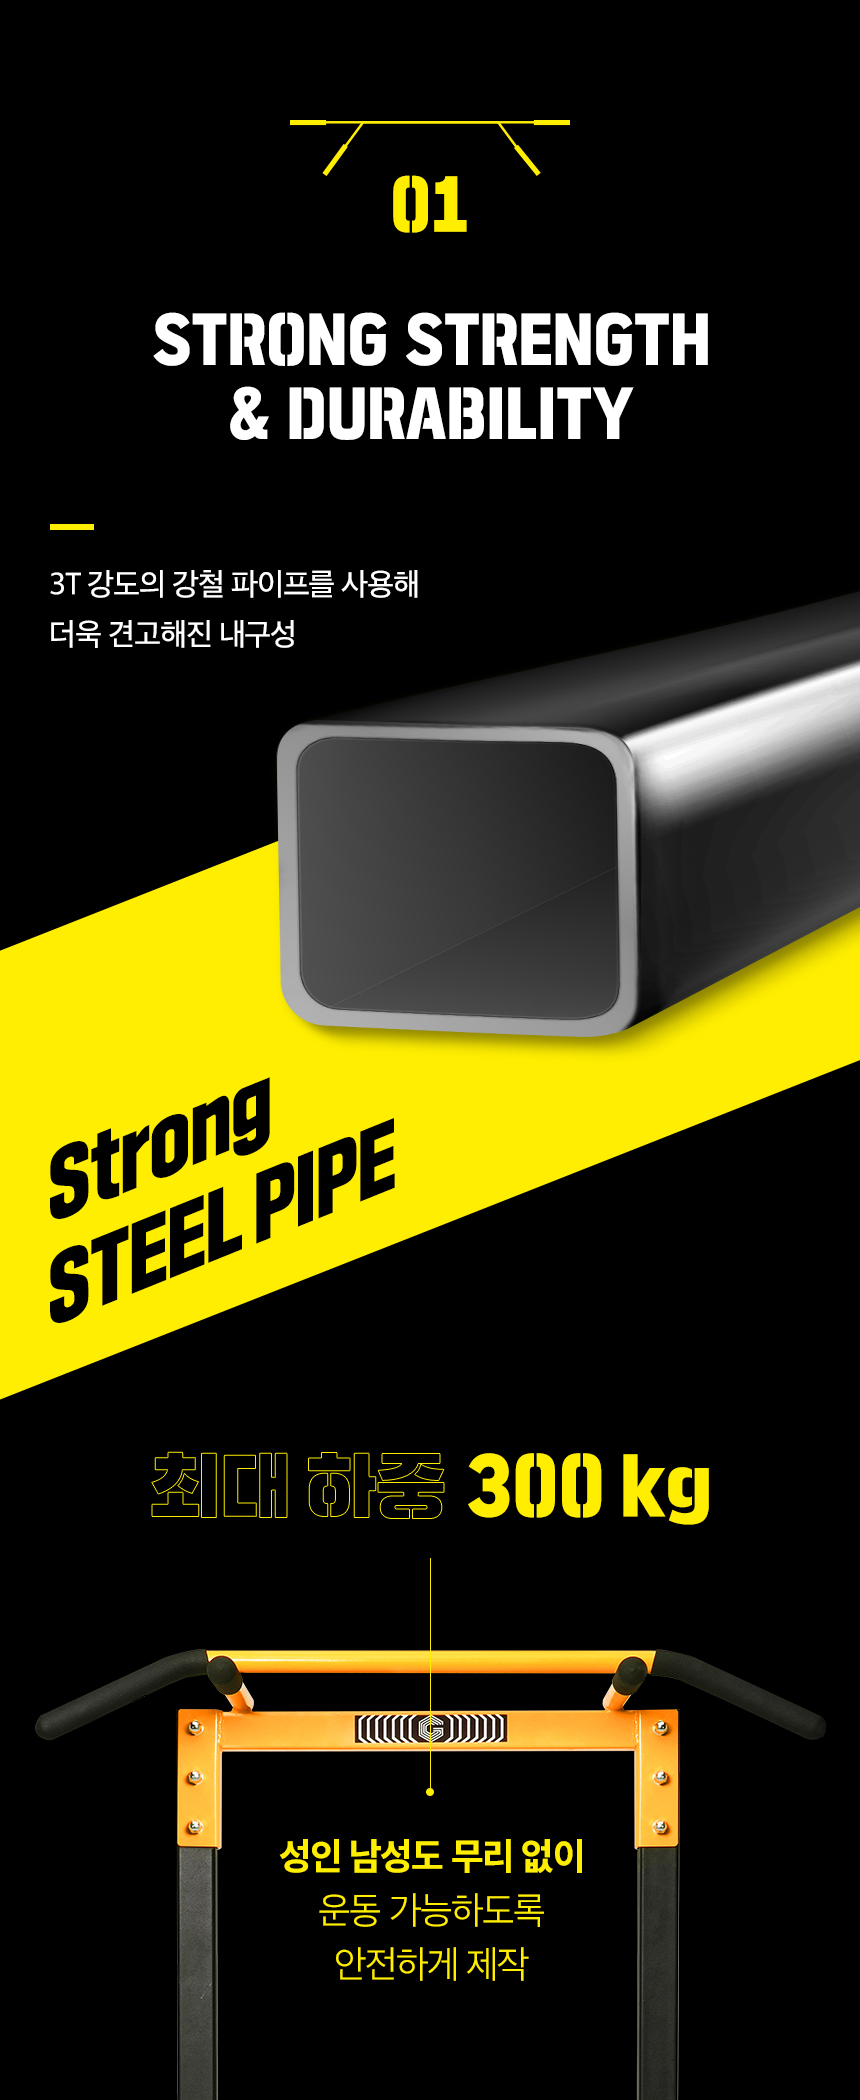 01
STRONG STRENGTH
& DURABILITY
3T 강도의 강철 파이프를 사용해
더욱 견고해진 내구성
Strong
STEEL PIPE
최대 하중 300 kg
G
성인 남성도 무리 없이
운동 가능하도록
안전하게 제작